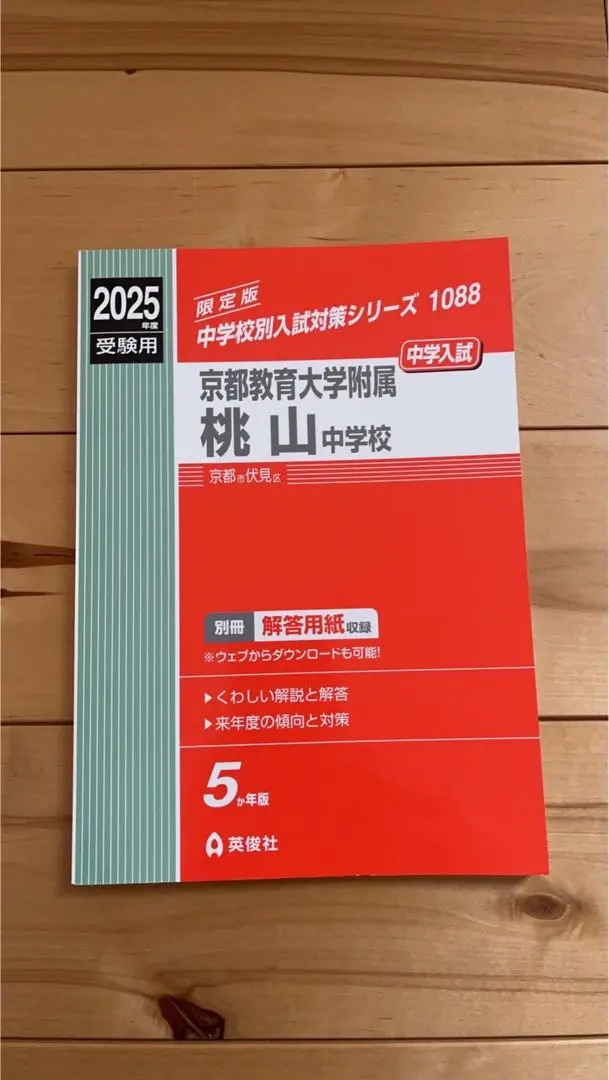 2025
年度
受験用
限定版
中学校別入試対策シリーズ 1088
中学入試
京都教育大学附属
桃山中学校
京都市伏見区
別冊 解答用紙収録
※ウェブからダウンロードも可能!
▶くわしい解説と解答
▶来年度の傾向と対策
5か年版
英俊社